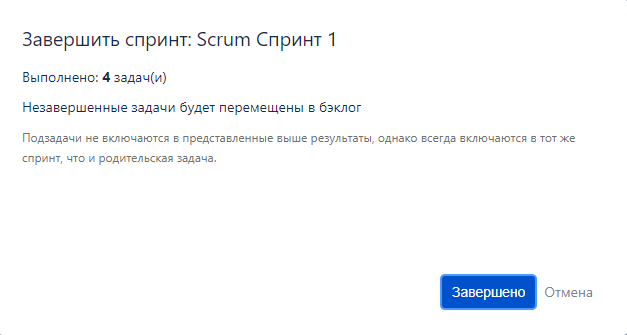 Завершить спринт: Scrum Спринт 1
Выполнено: 4 задач(и)
Незавершенные задачи будет перемещены в бэклог
Подзадачи не включаются в представленные выше результаты, однако всегда включаются в тот же
спринт, что и родительская задача.
Завершено Отмена